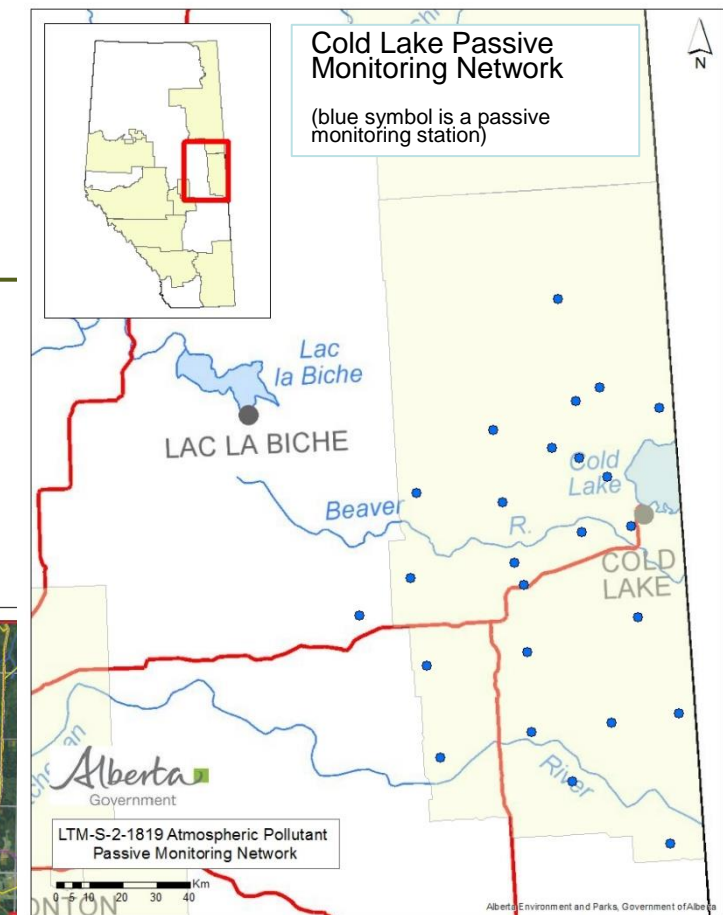 Cold Lake Passive
Monitoring Network
(blue symbol is a passive
monitoring station)
N
Lac
la Biche
LAC LA BICHE
Beaver
R.
Cold
Lake
COLD
LAKE
River
Alberta
Government
LTM-S-2-1819 Atmospheric Pollutant
Passive Monitoring Network
0 5 10 20 30 40 Km
Alberta Environment and Parks, Government of Alberta